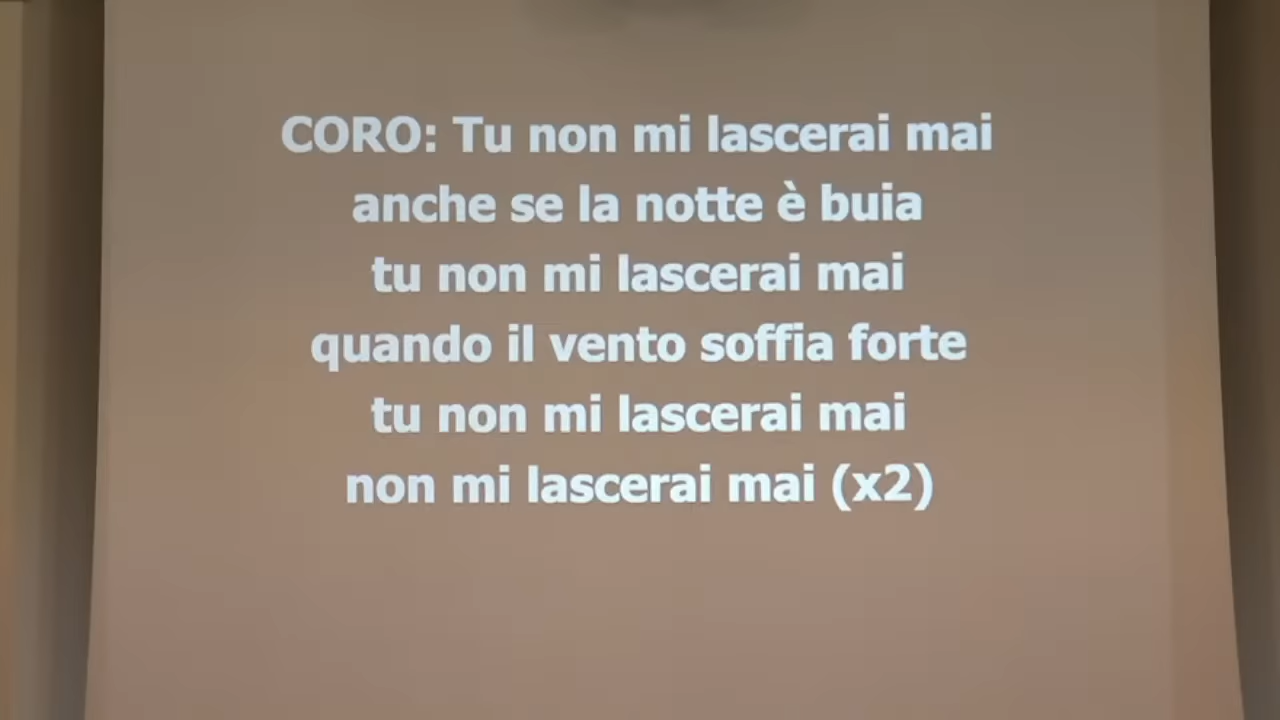 CORO: Tu non mi lascerai mai
anche se la notte è buia
tu non mi lascerai mai
quando il vento soffia forte
tu non mi lascerai mai
non mi lascerai mai (x2)